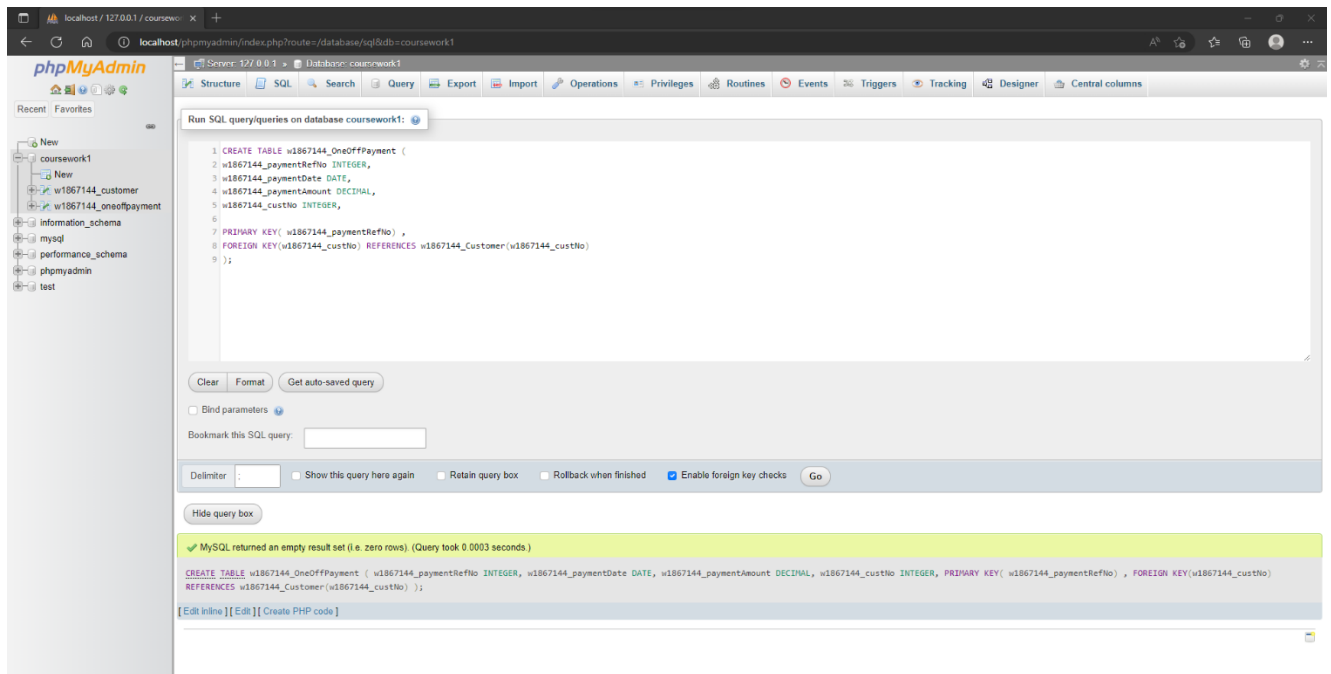 localhost / 127.0.0.1 / coursewor
localhost/phpmyadmin/index.php?route=/database/sql&db=coursework1
phpMyAdmin
Recent Favorites
New
coursework1
New
w1867144_customer
w1867144_oneoffpayment
information_schema
mysql
performance_schema
phpmyadmin
test
Server: 127.0.0.1 » Database: coursework1
Structure SQL Search Query Export Import Operations Privileges Routines Events Triggers Tracking Designer Central columns
Run SQL query/queries on database coursework1:
1 CREATE TABLE w1867144_OneOffPayment (
2 w1867144_paymentRefNo INTEGER,
3 w1867144_paymentDate DATE,
4 w1867144_paymentAmount DECIMAL,
5 w1867144_custNo INTEGER,
6
7 PRIMARY KEY( w1867144_paymentRefNo) ,
8 FOREIGN KEY(w1867144_custNo) REFERENCES w1867144_Customer(w1867144_custNo)
9 );
Clear Format Get auto-saved query
Bind parameters
Bookmark this SQL query:
Delimiter ; Show this query here again Retain query box Rollback when finished Enable foreign key checks Go
Hide query box
MySQL returned an empty result set (i.e. zero rows). (Query took 0.0003 seconds.)
CREATE TABLE w1867144_OneOffPayment ( w1867144_paymentRefNo INTEGER, w1867144_paymentDate DATE, w1867144_paymentAmount DECIMAL, w1867144_custNo INTEGER, PRIMARY KEY( w1867144_paymentRefNo) , FOREIGN KEY(w1867144_custNo)
REFERENCES w1867144_Customer(w1867144_custNo) );
[ Edit inline ] [ Edit ] [ Create PHP code ]